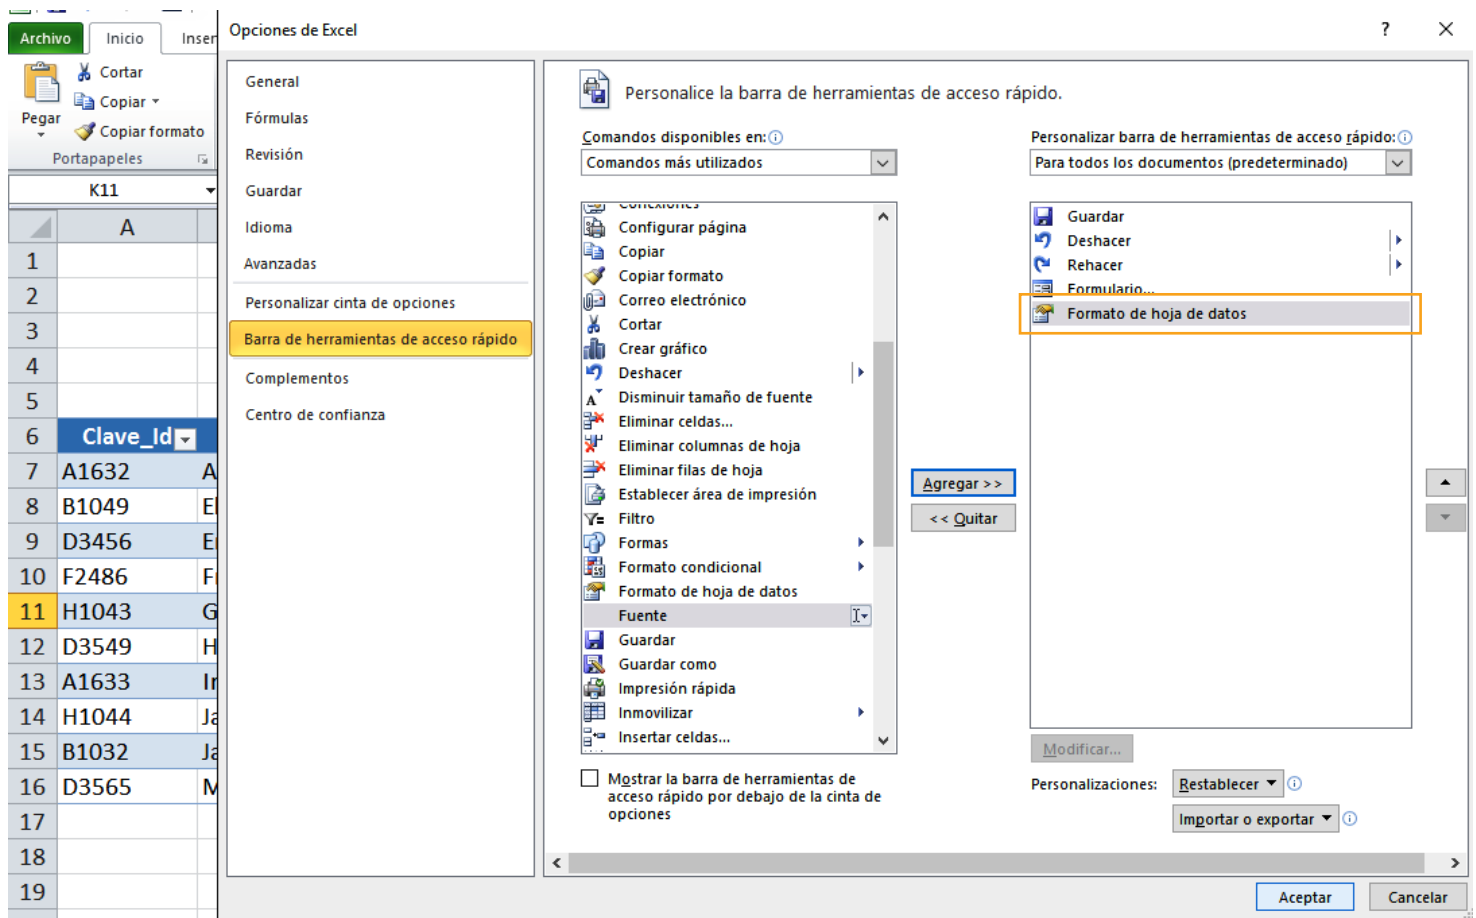 Opciones de Excel
?
Archivo
Inicio
Inser
Cortar
Copiar
Pegar
Copiar formato
Portapapeles
K11
A
1
2
3
4
5
6 Clave_Id
7 A1632 A
8 B1049 El
9 D3456
10 F2486
11 H1043 G
12 D3549 H
13 A1633
14 H1044 Ja
15 B1032 Ja
16 D3565 M
17
18
19
General
Fórmulas
Revisión
Guardar
Idioma
Avanzadas
Personalizar cinta de opciones
Barra de herramientas de acceso rápido
Complementos
Centro de confianza
Personalice la barra de herramientas de acceso rápido.
Comandos disponibles en:
Comandos más utilizados
Conexiones
Configurar página
Copiar
Copiar formato
Correo electrónico
Cortar
Crear gráfico
Deshacer
Disminuir tamaño de fuente
Eliminar celdas...
Eliminar columnas de hoja
Eliminar filas de hoja
Establecer área de impresión
Filtro
Formas
Formato condicional
Formato de hoja de datos
Fuente
Guardar
Guardar como
Impresión rápida
Inmovilizar
Insertar celdas...
Mostrar la barra de herramientas de
acceso rápido por debajo de la cinta de
opciones
Agregar >>
<< Quitar
Personalizar barra de herramientas de acceso rápido:
Para todos los documentos (predeterminado)
Guardar
Deshacer
Rehacer
Formulario...
Formato de hoja de datos
Modificar...
Personalizaciones:
Restablecer
Importar o exportar
Aceptar
Cancelar